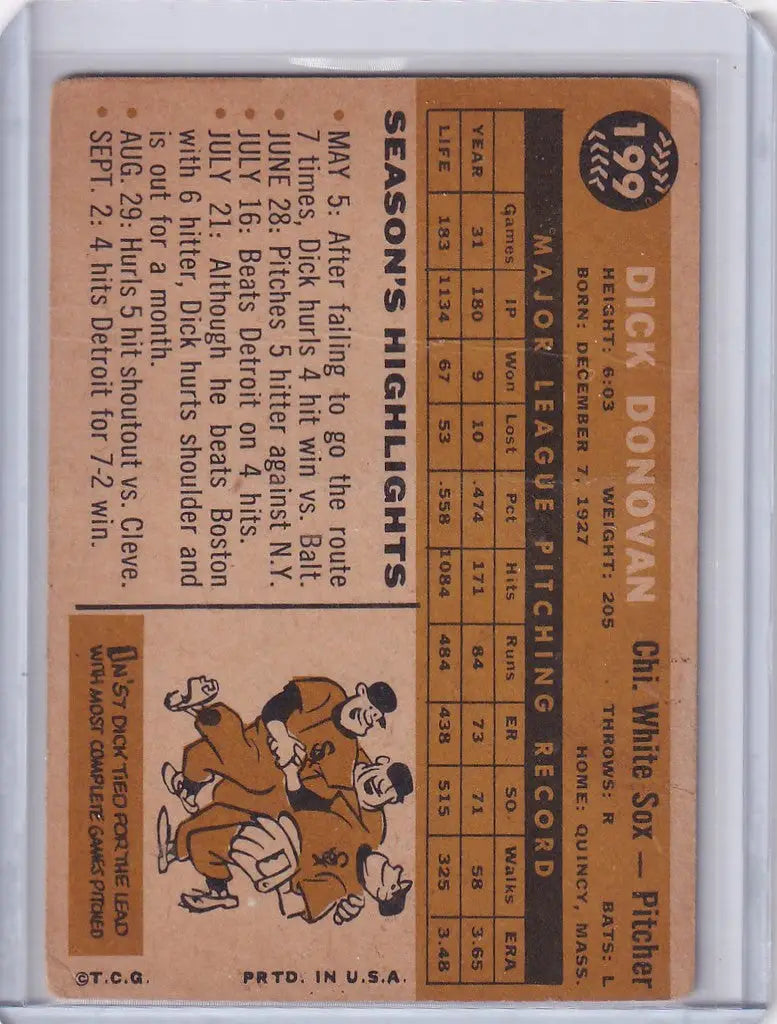 199
DICK DONOVAN Chi. White Sox — Pitcher
HEIGHT: 6:03 WEIGHT: 205 THROWS: R BATS: L
BORN: DECEMBER 7, 1927 HOME: QUINCY, MASS.
MAJOR LEAGUE PITCHING RECORD
Games IP Won Lost Pct Hits Runs ER SO Walks ERA
YEAR 31 180 9 10 .474 171 84 73 71 58 3.65
LIFE 183 1134 67 53 .558 1084 484 438 515 325 3.48
SEASON'S HIGHLIGHTS
• MAY 5: After failing to go the route
7 times, Dick hurls 4 hit win vs. Balt.
• JUNE 28: Pitches 5 hitter against N.Y.
• JULY 16: Beats Detroit on 4 hits.
• JULY 21: Although he beats Boston
with 6 hitter, Dick hurts shoulder and
is out for a month.
• AUG. 29: Hurls 5 hit shoutout vs. Cleve.
• SEPT. 2: 4 hits Detroit for 7-2 win.
IN '57 DICK TIED FOR THE LEAD
WITH MOST COMPLETE GAMES PITCHED
©T.C.G. PRTD. IN U.S.A.